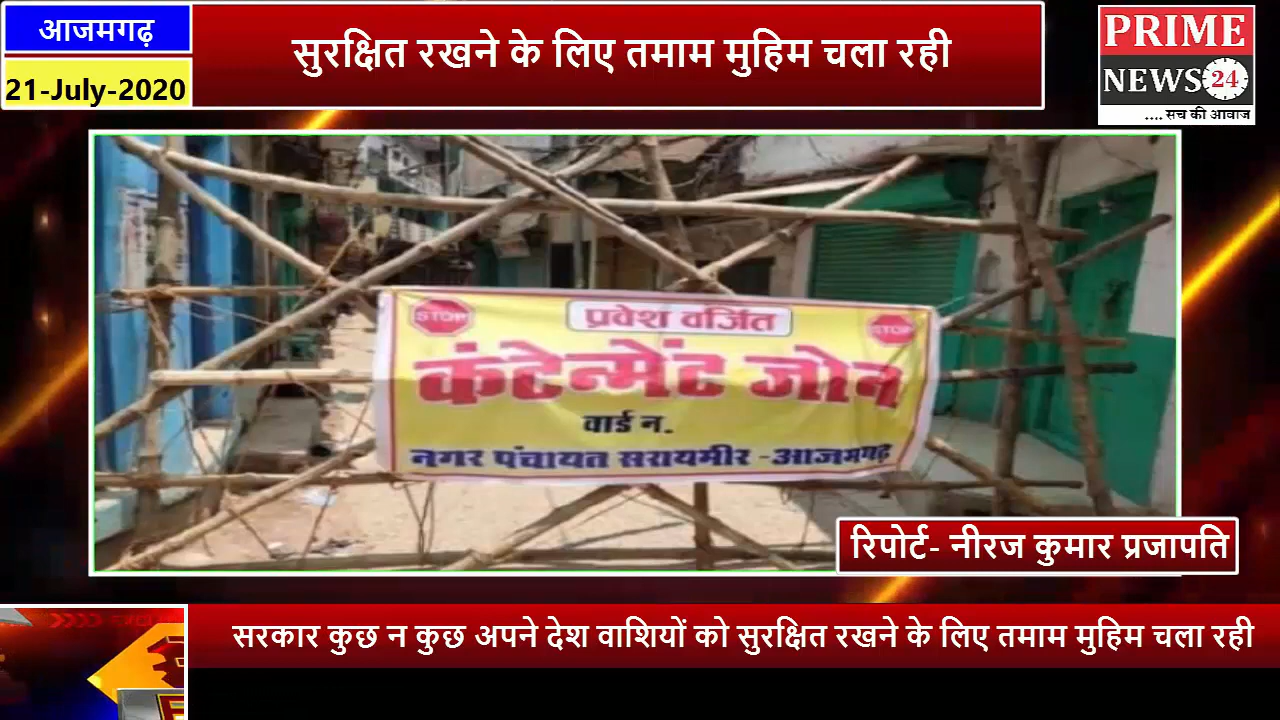 आजमगढ़
21-July-2020
सुरक्षित रखने के लिए तमाम मुहिम चला रही
PRIME
NEWS 24
.... सच की आवाज
STOP
प्रवेश वर्जित
STOP
कंटेन्मेंट जोन
वार्ड न.
नगर पंचायत सरायमीर -आजमगढ़
रिपोर्ट- नीरज कुमार प्रजापति
सरकार कुछ न कुछ अपने देश वाशियों को सुरक्षित रखने के लिए तमाम मुहिम चला रही